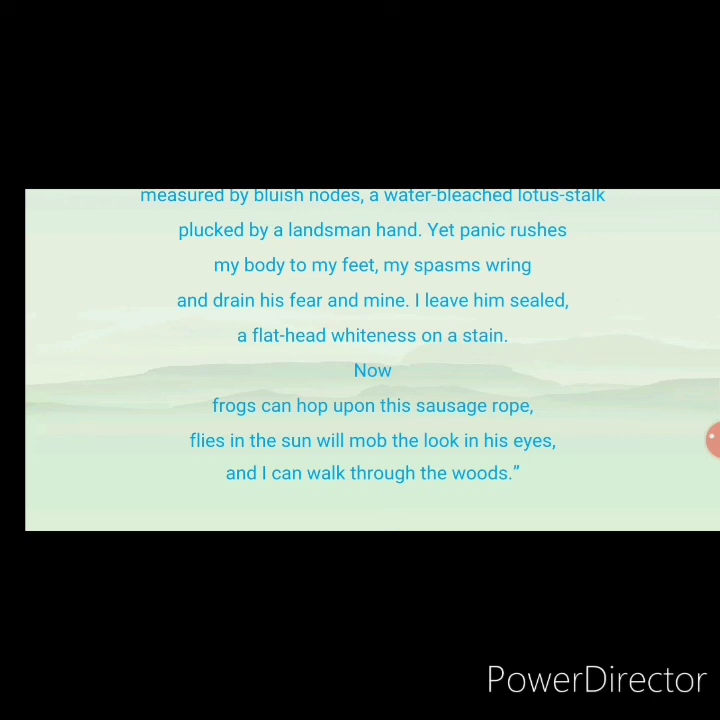 measured by bluish nodes, a water-bleached lotus-stalk
plucked by a landsman hand. Yet panic rushes
my body to my feet, my spasms wring
and drain his fear and mine. I leave him sealed,
a flat-head whiteness on a stain.
Now
frogs can hop upon this sausage rope,
flies in the sun will mob the look in his eyes,
and I can walk through the woods.”
PowerDirector